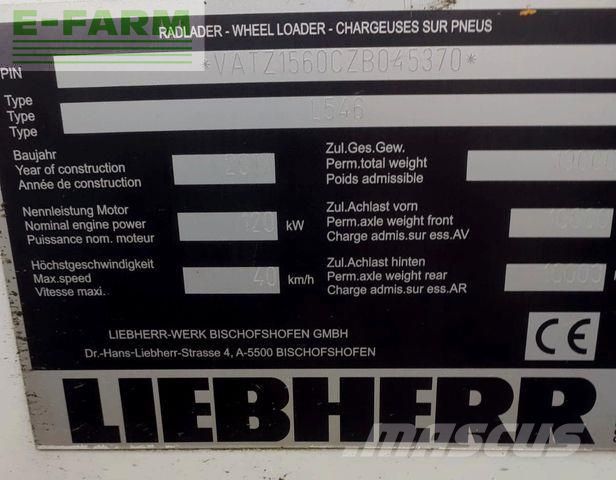 E-FARM
RADLADER - WHEEL LOADER - CHARGEUSES SUR PNEUS
PIN *VATZ1560CZB045370*
Type
Type L546
Type
Baujahr
Year of construction
Année de construction
Zul.Ges.Gew.
Perm.total weight
Poids admissible
Nennleistung Motor
Nominal engine power 120 kW
Puissance nom. moteur
Zul.Achlast vorn
Perm.axle weight front
Charge admis.sur ess.AV
Höchstgeschwindigkeit
Max.speed 40 km/h
Vitesse maxi.
Zul.Achlast hinten
Perm.axle weight rear
Charge admis.sur ess.AR
LIEBHERR-WERK BISCHOFSHOFEN GMBH
Dr.-Hans-Liebherr-Strasse 4, A-5500 BISCHOFSHOFEN
CE
LIEBHERR
MASCUS